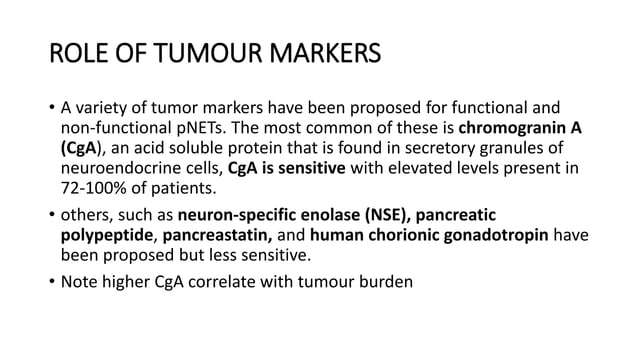 ROLE OF TUMOUR MARKERS
• A variety of tumor markers have been proposed for functional and
non-functional pNETs. The most common of these is chromogranin A
(CgA), an acid soluble protein that is found in secretory granules of
neuroendocrine cells, CgA is sensitive with elevated levels present in
72-100% of patients.
• others, such as neuron-specific enolase (NSE), pancreatic
polypeptide, pancreastatin, and human chorionic gonadotropin have
been proposed but less sensitive.
• Note higher CgA correlate with tumour burden